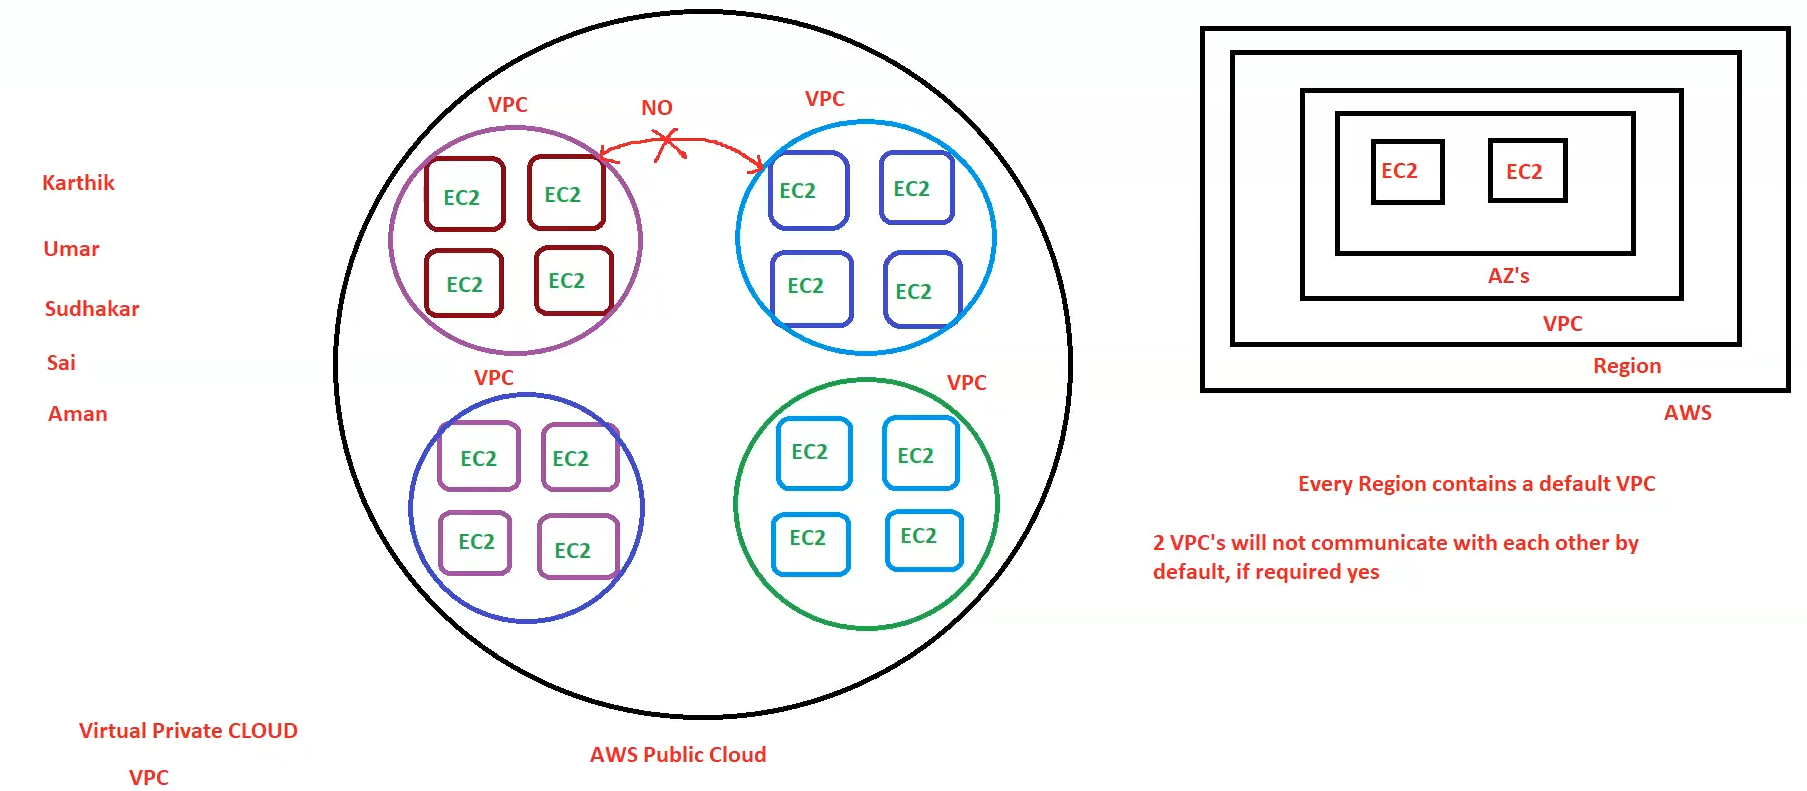 Karthik
Umar
Sudhakar
Sai
Aman
Virtual Private CLOUD
VPC
VPC
NO
VPC
EC2
EC2
EC2
EC2
EC2
EC2
EC2
EC2
VPC
VPC
EC2
EC2
EC2
EC2
EC2
EC2
EC2
EC2
AWS Public Cloud
EC2
EC2
AZ's
VPC
Region
AWS
Every Region contains a default VPC
2 VPC's will not communicate with each other by
default, if required yes